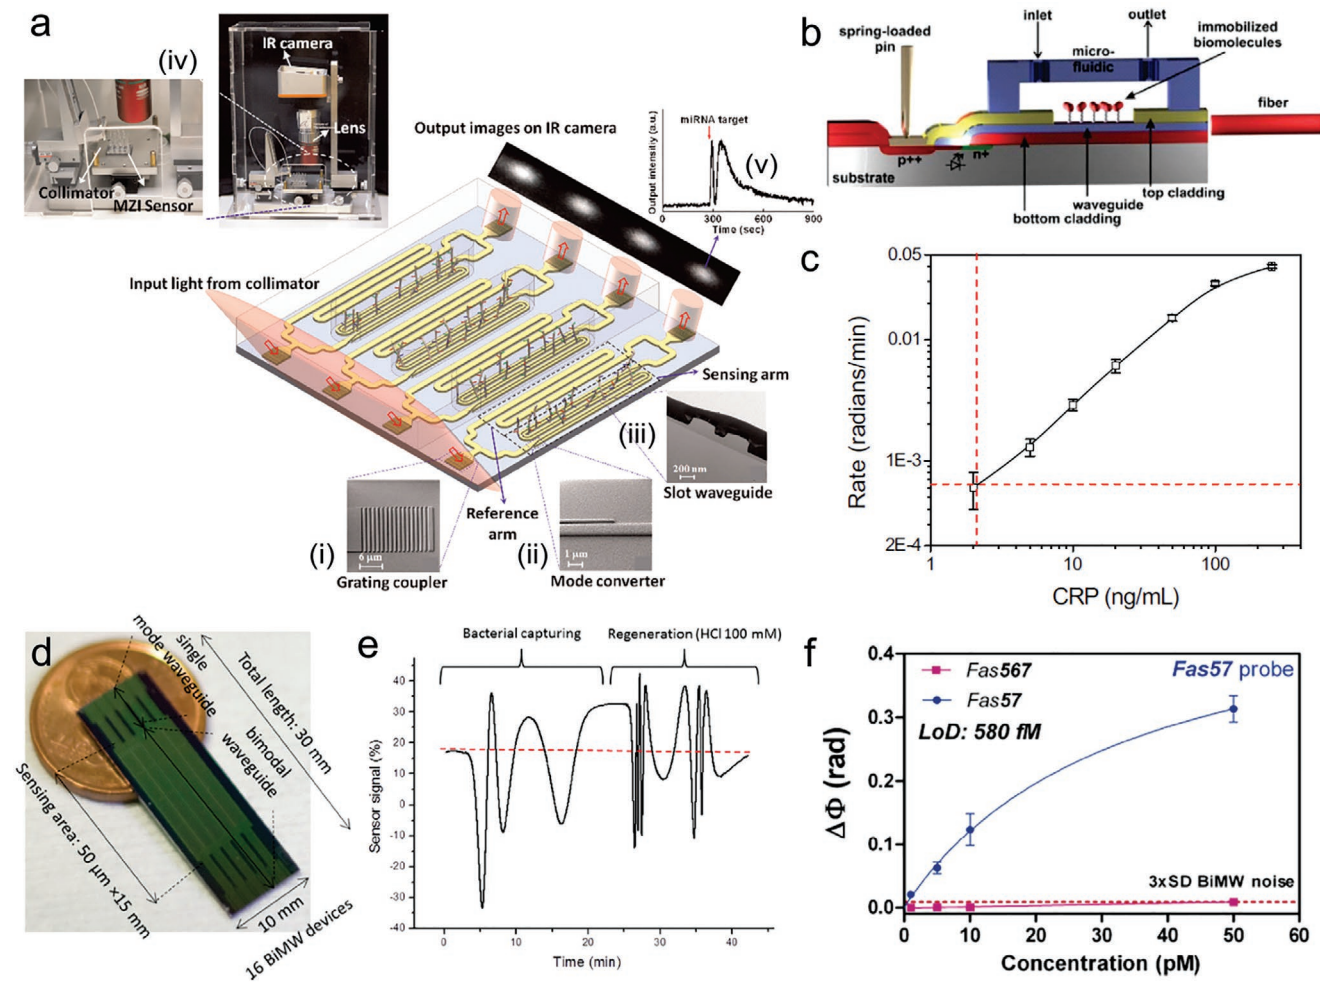 a
(iv)
IR camera
Lens
Collimator
MZI Sensor
Output images on IR camera
Output intensitiy (a.u.)
miRNA target
(v)
0
300
600
900
Time (sec)
Input light from collimator
Sensing arm
(iii)
200 nm
Slot waveguide
Reference
arm
(i)
6 µm
Grating coupler
(ii)
1 µm
Mode converter
b
spring-loaded
pin
inlet
outlet
micro-
fluidic
immobilized
biomolecules
fiber
p++
n+
substrate
top cladding
waveguide
bottom cladding
c
Rate (radians/min)
0.05
0.01
1E-3
2E-4
1
10
100
CRP (ng/mL)
d
single
mode waveguide
Total length: 30 mm
bimodal
waveguide
Sensing area: 50 µm ×15 mm
10 mm
16 BiMW devices
e
Bacterial capturing
Regeneration (HCl 100 mM)
Sensor signal (%)
40
30
20
10
0
-10
-20
-30
-40
0
10
20
30
40
Time (min)
f
Fas567
Fas57
LoD: 580 fM
Fas57 probe
ΔΦ (rad)
0.4
0.3
0.2
0.1
0.0
3xSD BiMW noise
0
10
20
30
40
50
60
Concentration (pM)